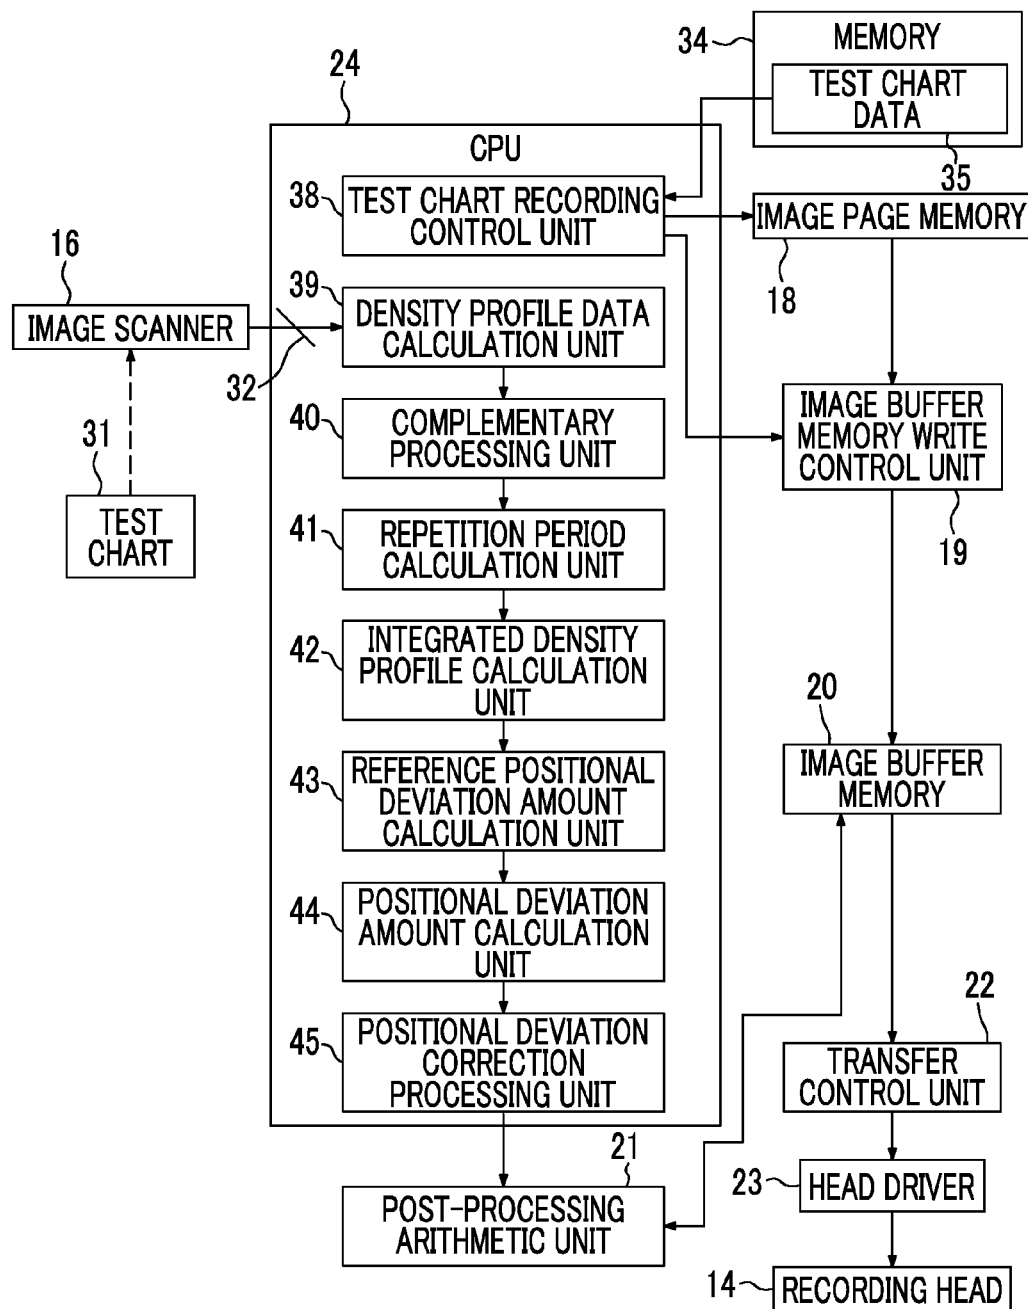 34
MEMORY
TEST CHART
DATA
35
24
CPU
38
TEST CHART RECORDING
CONTROL UNIT
IMAGE PAGE MEMORY
18
16
IMAGE SCANNER
32
39
DENSITY PROFILE DATA
CALCULATION UNIT
31
TEST
CHART
40
COMPLEMENTARY
PROCESSING UNIT
IMAGE BUFFER
MEMORY WRITE
CONTROL UNIT
19
41
REPETITION PERIOD
CALCULATION UNIT
42
INTEGRATED DENSITY
PROFILE CALCULATION
UNIT
20
IMAGE BUFFER
MEMORY
43
REFERENCE POSITIONAL
DEVIATION AMOUNT
CALCULATION UNIT
44
POSITIONAL DEVIATION
AMOUNT CALCULATION
UNIT
45
POSITIONAL DEVIATION
CORRECTION
PROCESSING UNIT
22
TRANSFER
CONTROL UNIT
21
POST-PROCESSING
ARITHMETIC UNIT
23
HEAD DRIVER
14
RECORDING HEAD